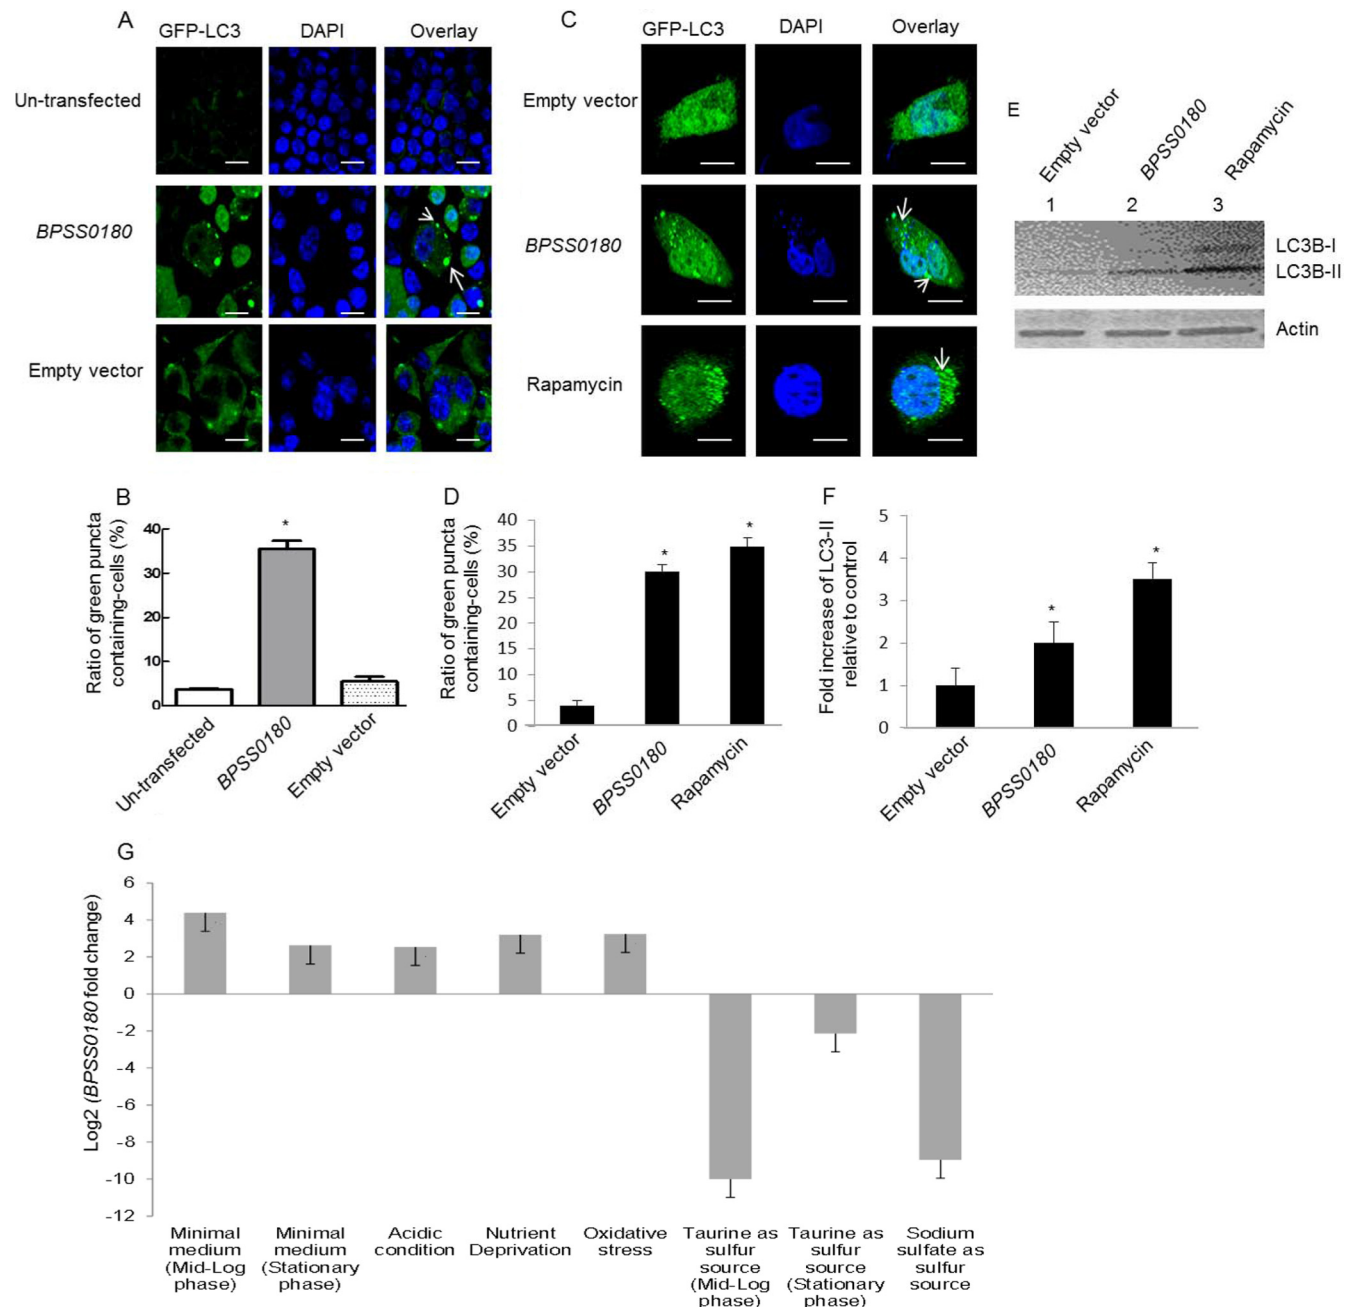 A
GFP-LC3 DAPI Overlay
Un-transfected
BPSS0180
Empty vector
C
GFP-LC3 DAPI Overlay
Empty vector
BPSS0180
Rapamycin
E
Empty vector
BPSS0180
Rapamycin
1 2 3
LC3B-I
LC3B-II
Actin
B
Ratio of green puncta
containing-cells (%)
40
30
20
10
0
*
Un-transfected
BPSS0180
Empty vector
D
Ratio of green puncta
containing-cells (%)
40
35
30
25
20
15
10
5
0
*
*
Empty vector
BPSS0180
Rapamycin
F
Fold increase of LC3-II
relative to control
5
4
3
2
1
0
*
*
Empty vector
BPSS0180
Rapamycin
G
Log2 (BPSS0180 fold change)
6
4
2
0
-2
-4
-6
-8
-10
-12
Minimal
medium
(Mid-Log
phase)
Minimal
medium
(Stationary
phase)
Acidic
condition
Nutrient
Deprivation
Oxidative
stress
Taurine as
sulfur
source
(Mid-Log
phase)
Taurine as
sulfur
source
(Stationary
phase)
Sodium
sulfate as
sulfur
source